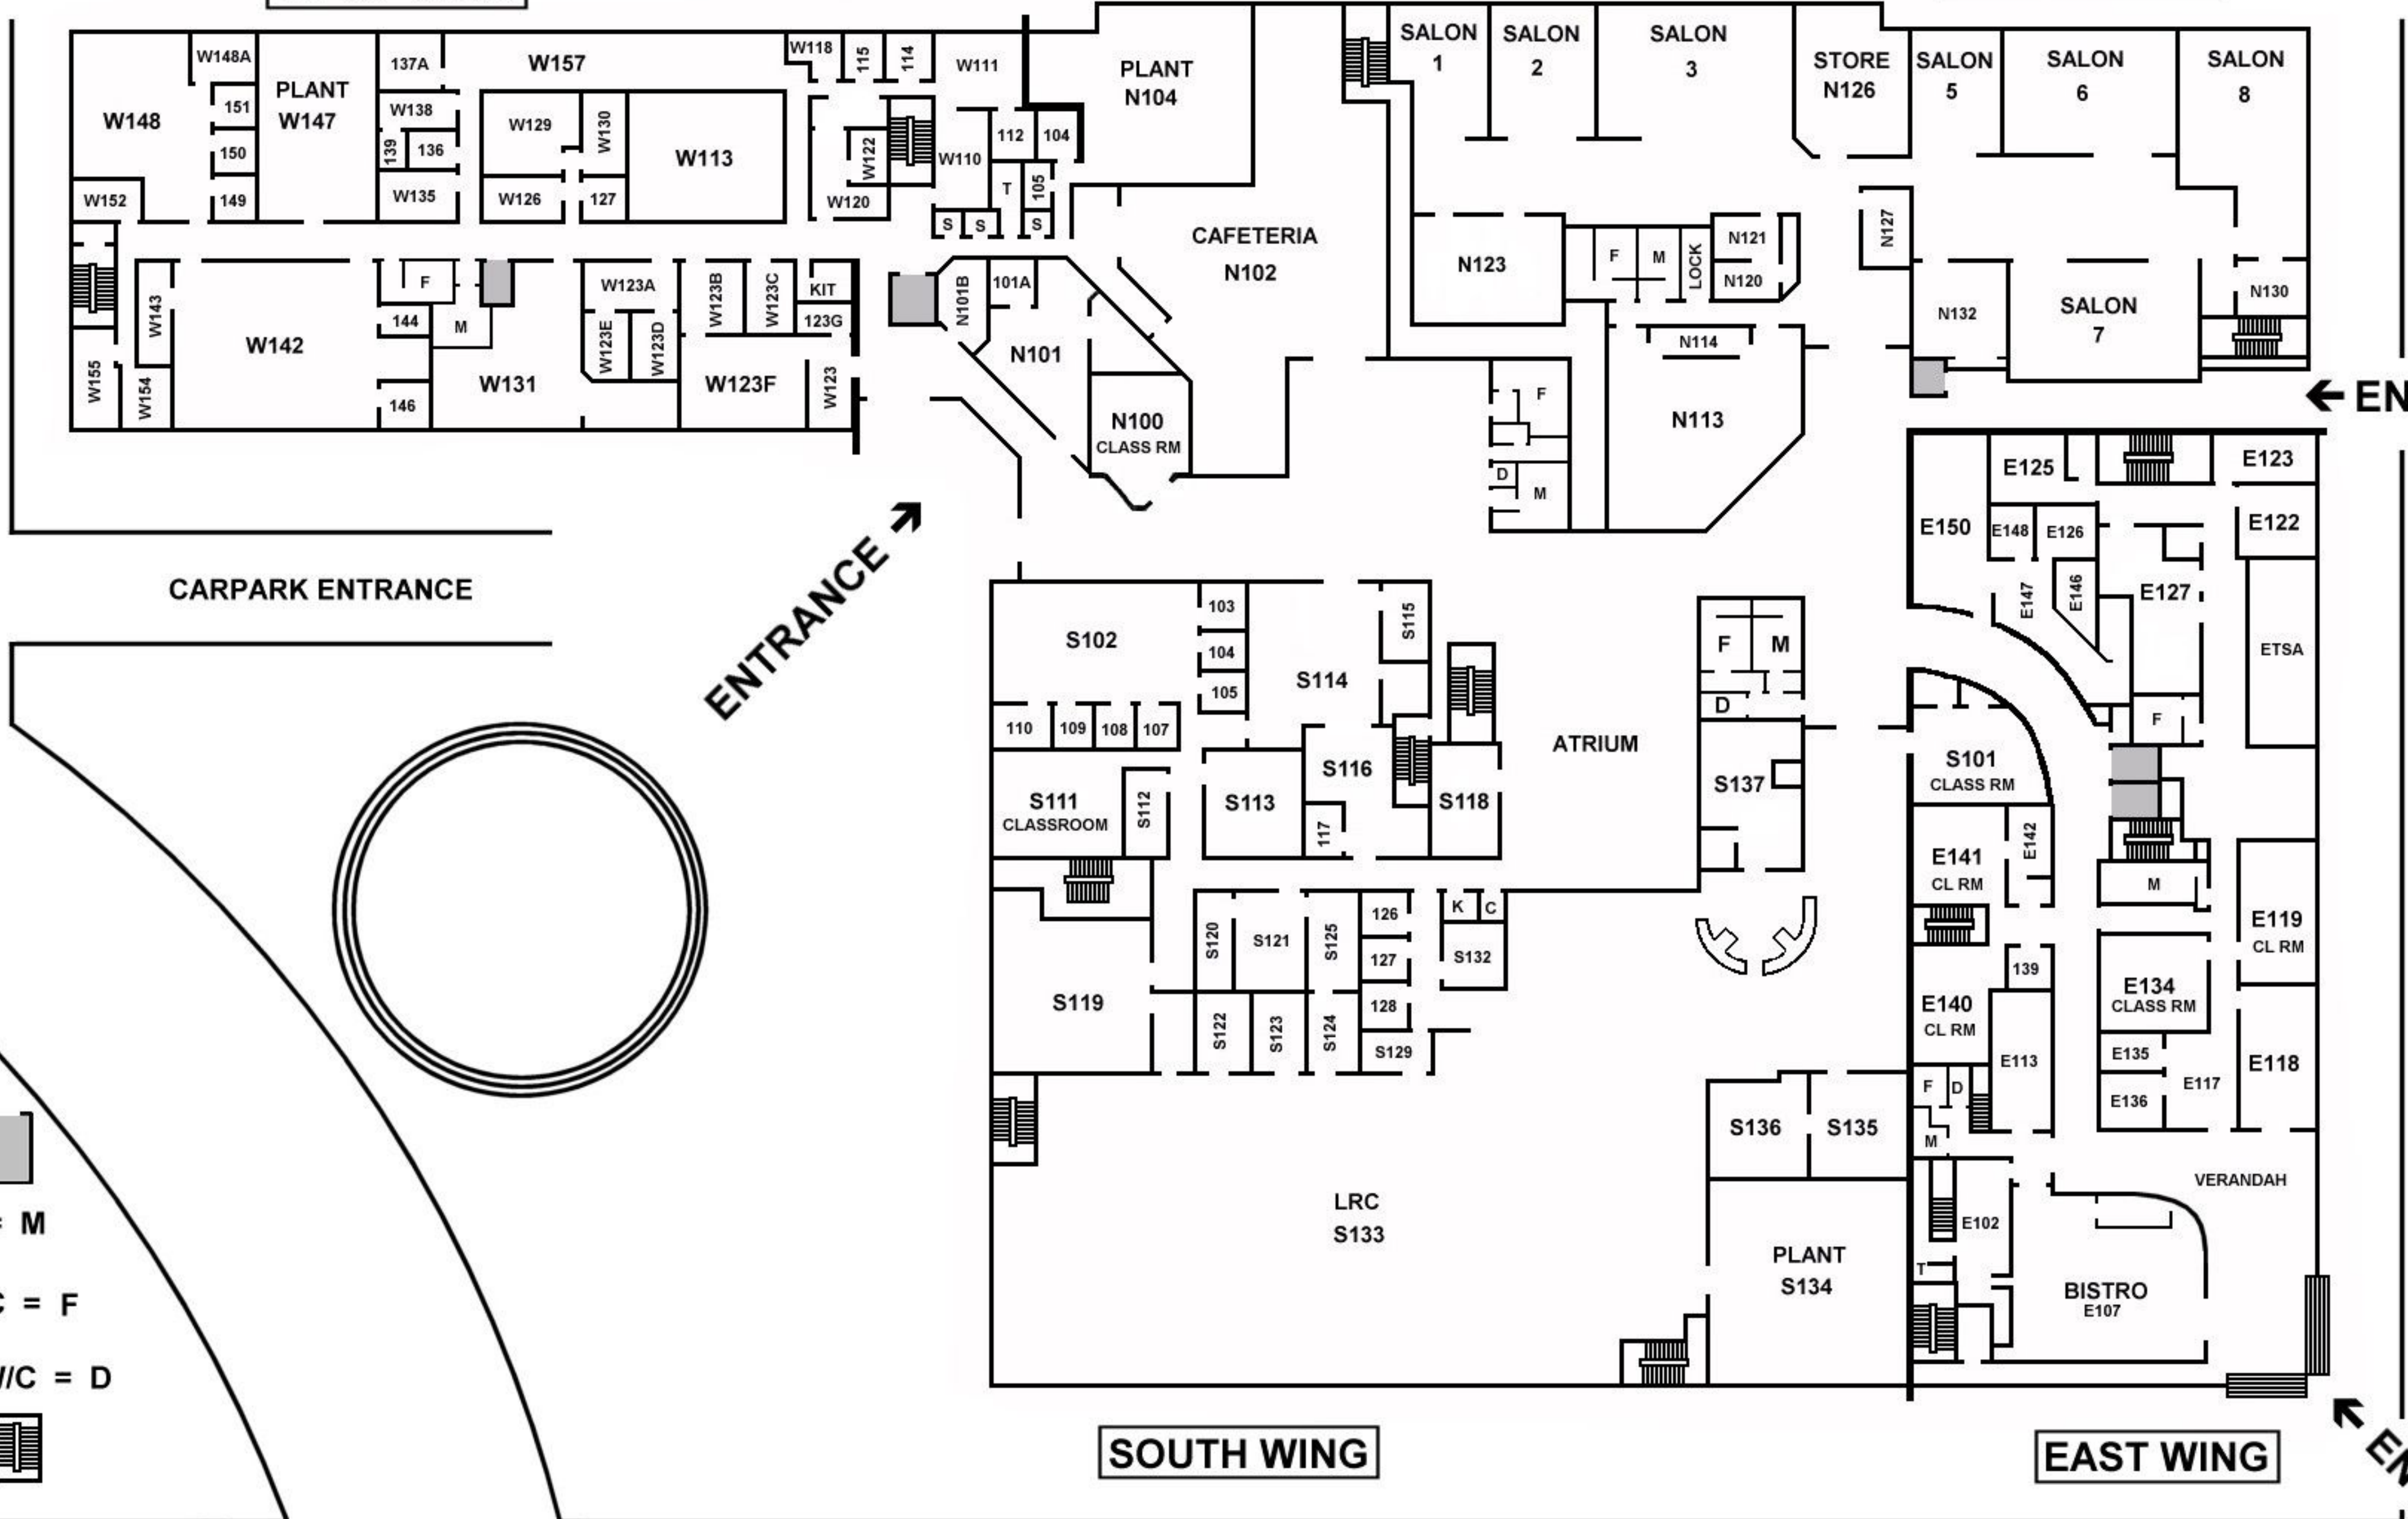 W148A
137A
W157
W118
115
114
W111
W148
151
PLANT
W147
W138
W129
W130
W113
W122
W110
112
104
150
139
136
W152
149
W135
W126
127
W120
T
105
S
S
S
W143
W142
F
144
M
W131
W123A
W123B
W123C
KIT
123G
W123E
W123D
W155
W154
146
W123F
W123
PLANT
N104
CAFETERIA
N102
N101B
101A
N101
N100
CLASS RM
SALON
1
SALON
2
SALON
3
STORE
N126
SALON
5
SALON
6
SALON
8
N123
F
M
LOCK
N121
N120
N127
N114
N113
F
D
M
N132
SALON
7
N130
← EN
CARPARK ENTRANCE
ENTRANCE →
S102
103
104
105
S114
S115
110
109
108
107
S111
CLASSROOM
S112
S113
S116
117
S118
ATRIUM
F
M
D
S137
S119
S120
S121
S125
126
127
128
S122
S123
S124
S129
K
C
S132
LRC
S133
S136
S135
PLANT
S134
E150
E125
E123
E122
E148
E126
E147
E146
E127
ETSA
F
S101
CLASS RM
E141
CL RM
E142
M
E119
CL RM
E140
CL RM
139
E134
CLASS RM
E113
E135
E136
E117
E118
F
D
M
VERANDAH
E102
T
BISTRO
E107
= M
C = F
W/C = D
SOUTH WING
EAST WING